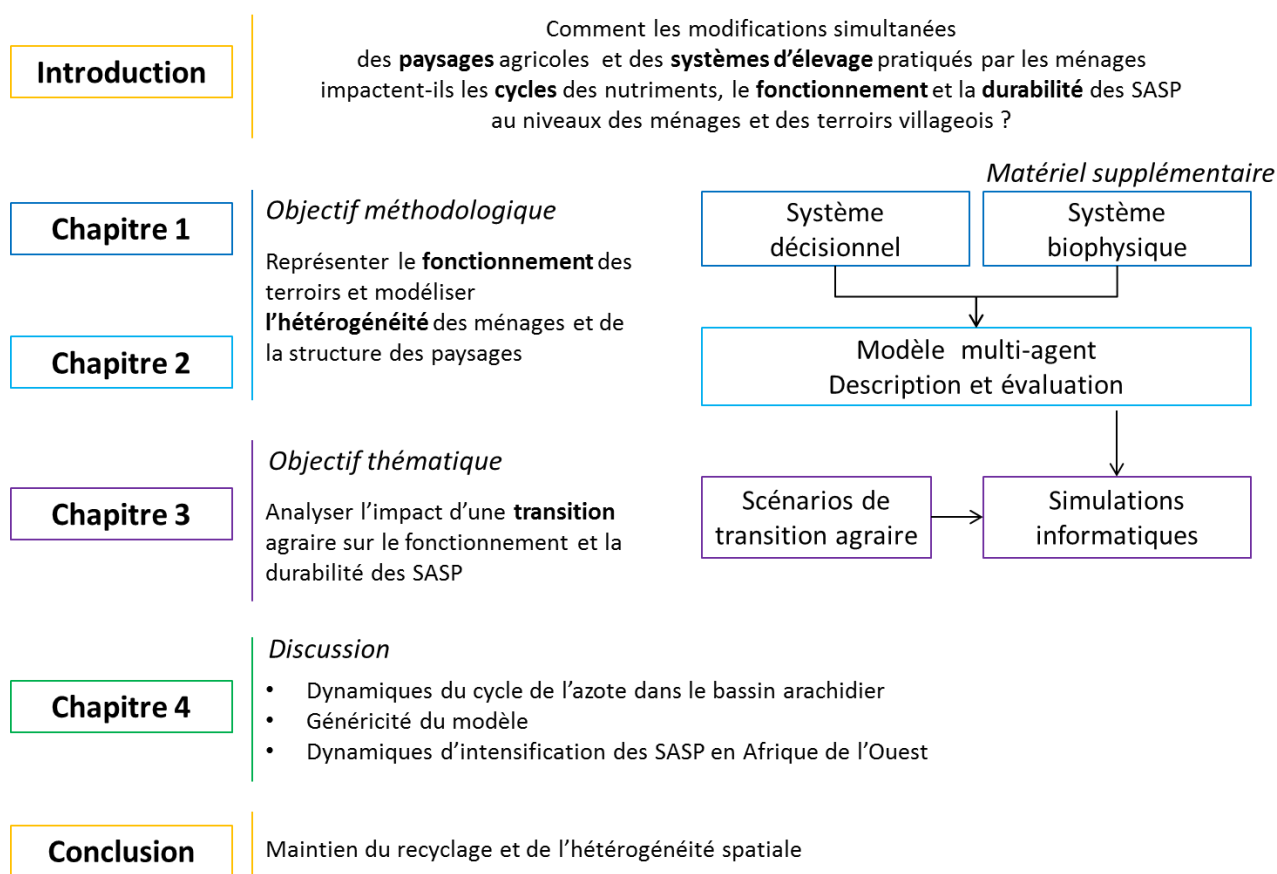 Introduction
Comment les modifications simultanées
des paysages agricoles et des systèmes d'élevage pratiqués par les ménages
impactent-ils les cycles des nutriments, le fonctionnement et la durabilité des SASP
au niveaux des ménages et des terroirs villageois ?
Matériel supplémentaire
Chapitre 1
Objectif méthodologique
Représenter le fonctionnement des
terroirs et modéliser
l'hétérogénéité des ménages et de
la structure des paysages
Système
décisionnel
Système
biophysique
Chapitre 2
Modèle multi-agent
Description et évaluation
Objectif thématique
Chapitre 3
Analyser l'impact d'une transition
agraire sur le fonctionnement et la
durabilité des SASP
Scénarios de
transition agraire
Simulations
informatiques
Discussion
Chapitre 4
• Dynamiques du cycle de l'azote dans le bassin arachidier
• Généricité du modèle
• Dynamiques d'intensification des SASP en Afrique de l'Ouest
Conclusion
Maintien du recyclage et de l'hétérogénéité spatiale